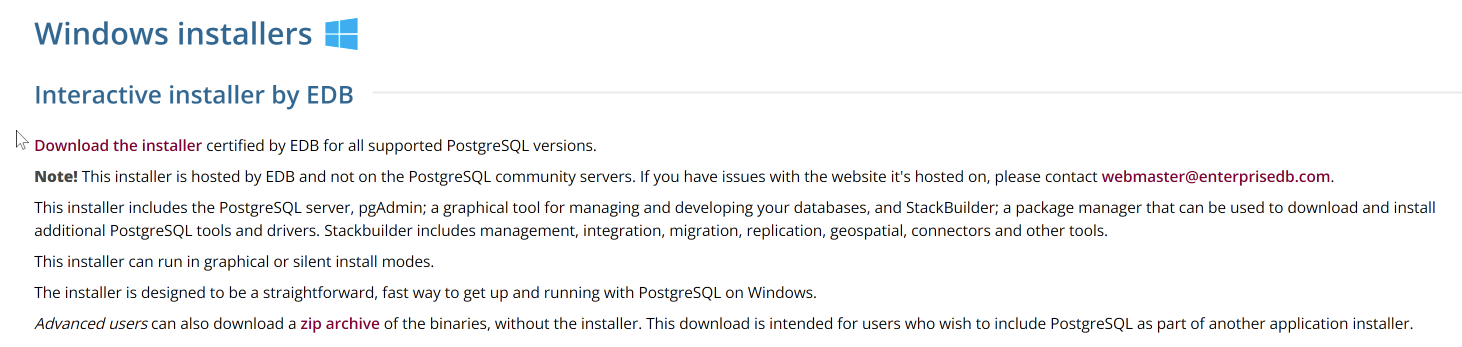 Windows installers
Interactive installer by EDB
Download the installer certified by EDB for all supported PostgreSQL versions.
Note! This installer is hosted by EDB and not on the PostgreSQL community servers. If you have issues with the website it's hosted on, please contact webmaster@enterprisedb.com.
This installer includes the PostgreSQL server, pgAdmin; a graphical tool for managing and developing your databases, and StackBuilder; a package manager that can be used to download and install
additional PostgreSQL tools and drivers. Stackbuilder includes management, integration, migration, replication, geospatial, connectors and other tools.
This installer can run in graphical or silent install modes.
The installer is designed to be a straightforward, fast way to get up and running with PostgreSQL on Windows.
Advanced users can also download a zip archive of the binaries, without the installer. This download is intended for users who wish to include PostgreSQL as part of another application installer.